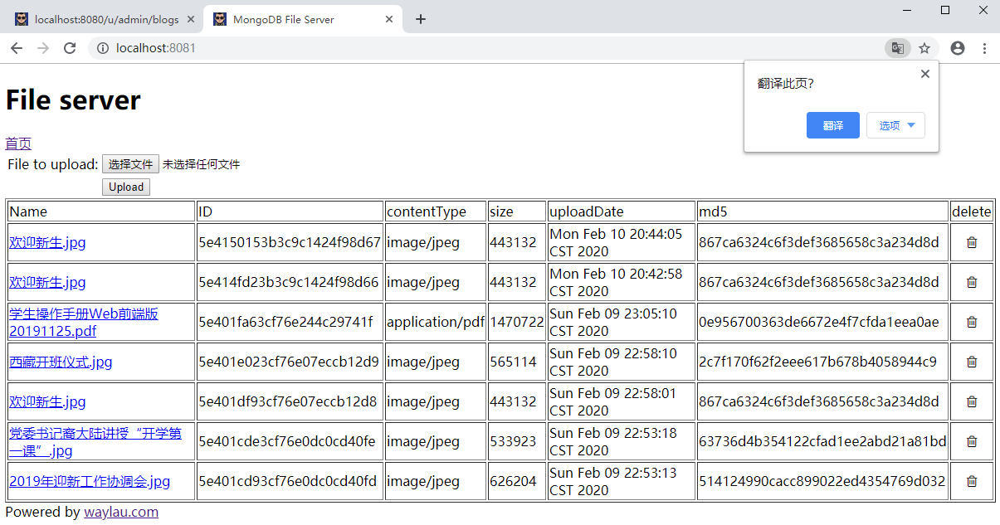 localhost:8080/u/admin/blogs
MongoDB File Server
localhost:8081
翻译此页?
翻译 选项
File server
首页
File to upload: 选择文件 未选择任何文件
Upload
Name ID contentType size uploadDate md5 delete
欢迎新生.jpg 5e4150153b3c9c1424f98d67 image/jpeg 443132 Mon Feb 10 20:44:05 867ca6324c6f3def3685658c3a234d8d
CST 2020
欢迎新生.jpg 5e414fd23b3c9c1424f98d66 image/jpeg 443132 Mon Feb 10 20:42:58 867ca6324c6f3def3685658c3a234d8d
CST 2020
学生操作手册Web前端版 5e401fa63cf76e244c29741f application/pdf 1470722 Sun Feb 09 23:05:10 0e956700363de6672e4f7cfda1eea0ae
20191125.pdf CST 2020
西藏开班仪式.jpg 5e401e023cf76e07eccb12d9 image/jpeg 565114 Sun Feb 09 22:58:10 2c7f170f62f2eee617b678b4058944c9
CST 2020
欢迎新生.jpg 5e401df93cf76e07eccb12d8 image/jpeg 443132 Sun Feb 09 22:58:01 867ca6324c6f3def3685658c3a234d8d
CST 2020
党委书记裔大陆讲授“开学第 5e401cde3cf76e0dc0cd40fe image/jpeg 533923 Sun Feb 09 22:53:18 63736d4b354122cfad1ee2abd21a81bd
一课”.jpg CST 2020
2019年迎新工作协调会.jpg 5e401cd93cf76e0dc0cd40fd image/jpeg 626204 Sun Feb 09 22:53:13 514124990cacc899022ed4354769d032
CST 2020
Powered by waylau.com